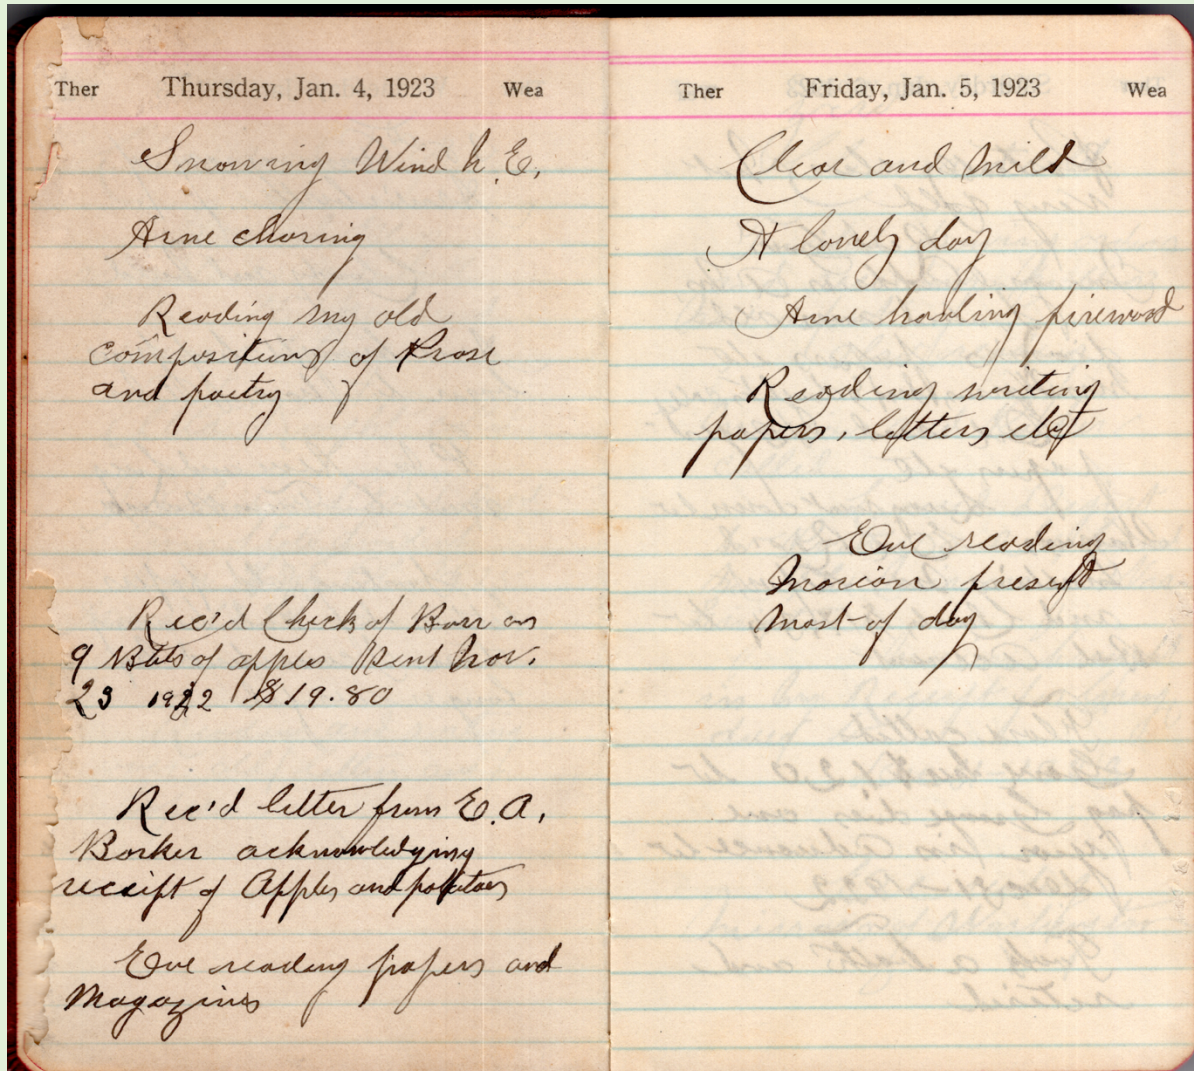 Ther Thursday, Jan. 4, 1923 Wea
Snowing Wind N.E.
Arne choring
Reading my old
compositions of Prose
and poetry
Rec'd Check of Barr on
9 Bbls of apples sent Nov.
23 1922 $19.80
Rec'd letter from E.A.
Barker acknowledging
receipt of Apples and potatoes
Eve reading papers and
Magazines
Ther Friday, Jan. 5, 1923 Wea
Clear and Mild
A lonely day
Arne hauling firewood
Reading writing
papers, letters etc
Eve reading
Marion present
Most of day